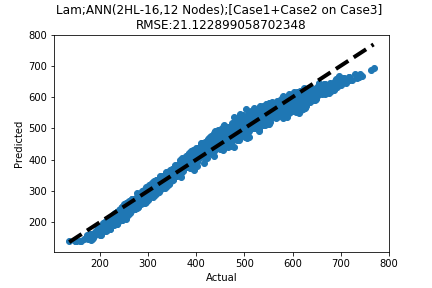 Lam;ANN(2HL-16,12 Nodes);[Case1+Case2 on Case3]
RMSE:21.122899058702348
800
700
600
500
400
300
200
Predicted
200 300 400 500 600 700 800
Actual